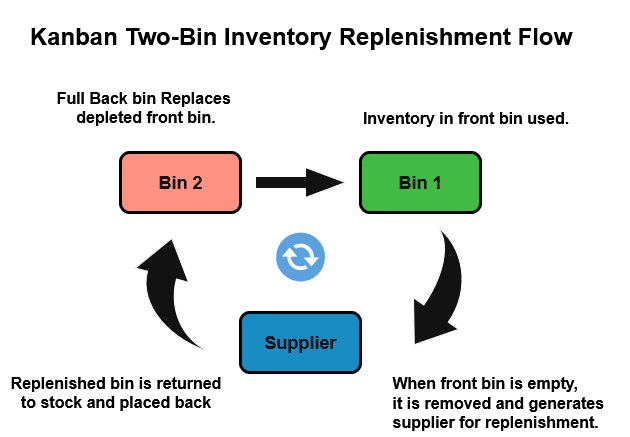 Kanban Two-Bin Inventory Replenishment Flow
Full Back bin Replaces
depleted front bin.
Inventory in front bin used.
Bin 2
Bin 1
Supplier
Replenished bin is returned
to stock and placed back
When front bin is empty,
it is removed and generates
supplier for replenishment.